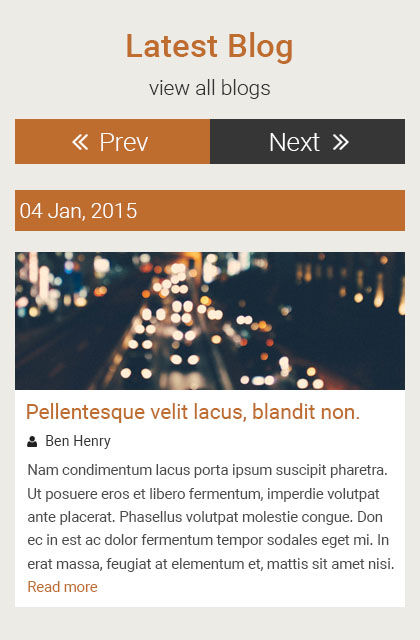 Latest Blog
view all blogs
« Prev
Next »
04 Jan, 2015
Pellentesque velit lacus, blandit non.
Ben Henry
Nam condimentum lacus porta ipsum suscipit pharetra.
Ut posuere eros et libero fermentum, imperdie volutpat
ante placerat. Phasellus volutpat molestie congue. Don
ec in est ac dolor fermentum tempor sodales eget mi. In
erat massa, feugiat at elementum et, mattis sit amet nisi.
Read more